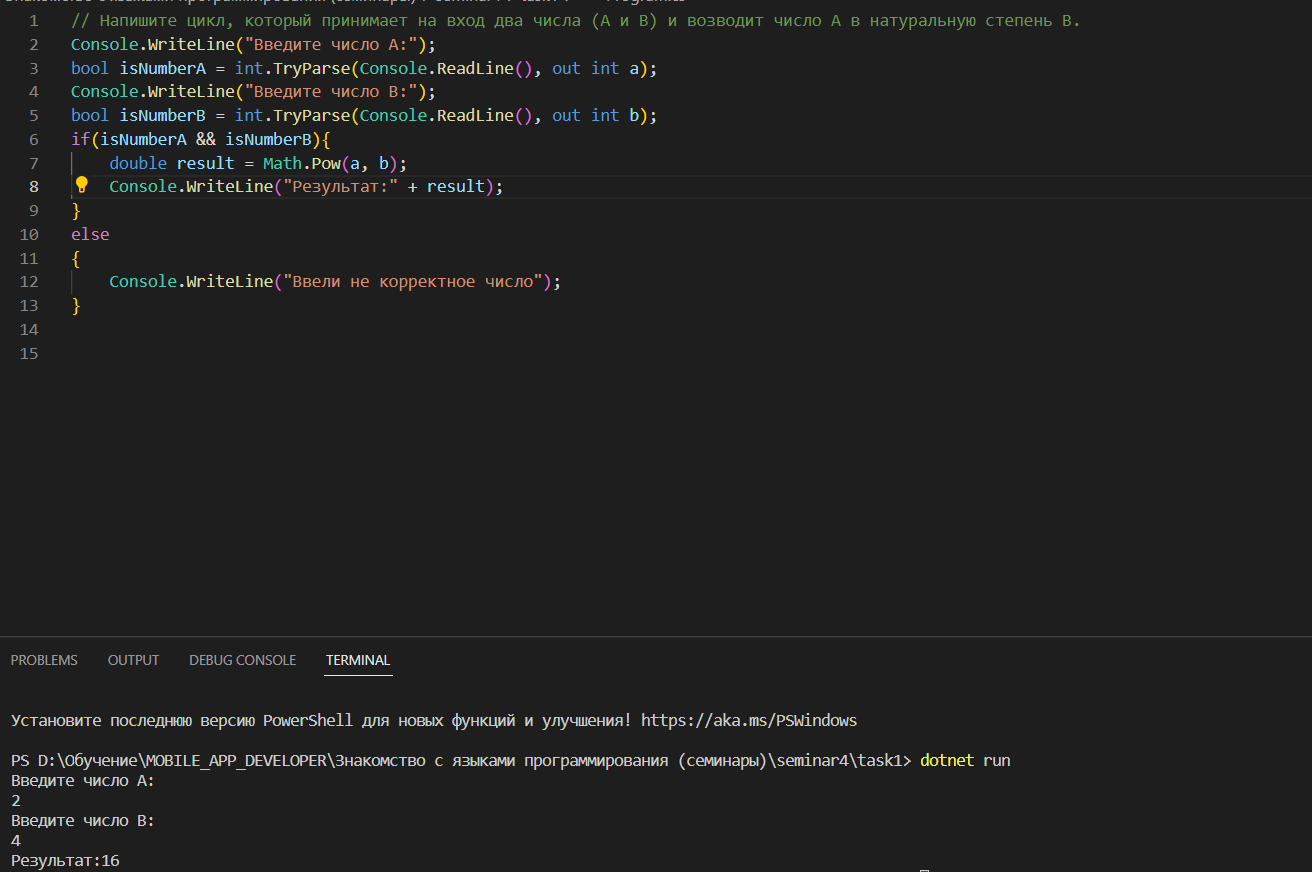 1 // Напишите цикл, который принимает на вход два числа (A и B) и возводит число A в натуральную степень B.
2 Console.WriteLine("Введите число A:");
3 bool isNumberA = int.TryParse(Console.ReadLine(), out int a);
4 Console.WriteLine("Введите число B:");
5 bool isNumberB = int.TryParse(Console.ReadLine(), out int b);
6 if(isNumberA && isNumberB){
7 double result = Math.Pow(a, b);
8 Console.WriteLine("Результат:" + result);
9 }
10 else
11 {
12 Console.WriteLine("Ввели не корректное число");
13 }
14
15
PROBLEMS OUTPUT DEBUG CONSOLE TERMINAL
Установите последнюю версию PowerShell для новых функций и улучшения! https://aka.ms/PSWindows
PS D:\Обучение\MOBILE_APP_DEVELOPER\Знакомство с языками программирования (семинары)\seminar4\task1> dotnet run
Введите число A:
2
Введите число B:
4
Результат:16